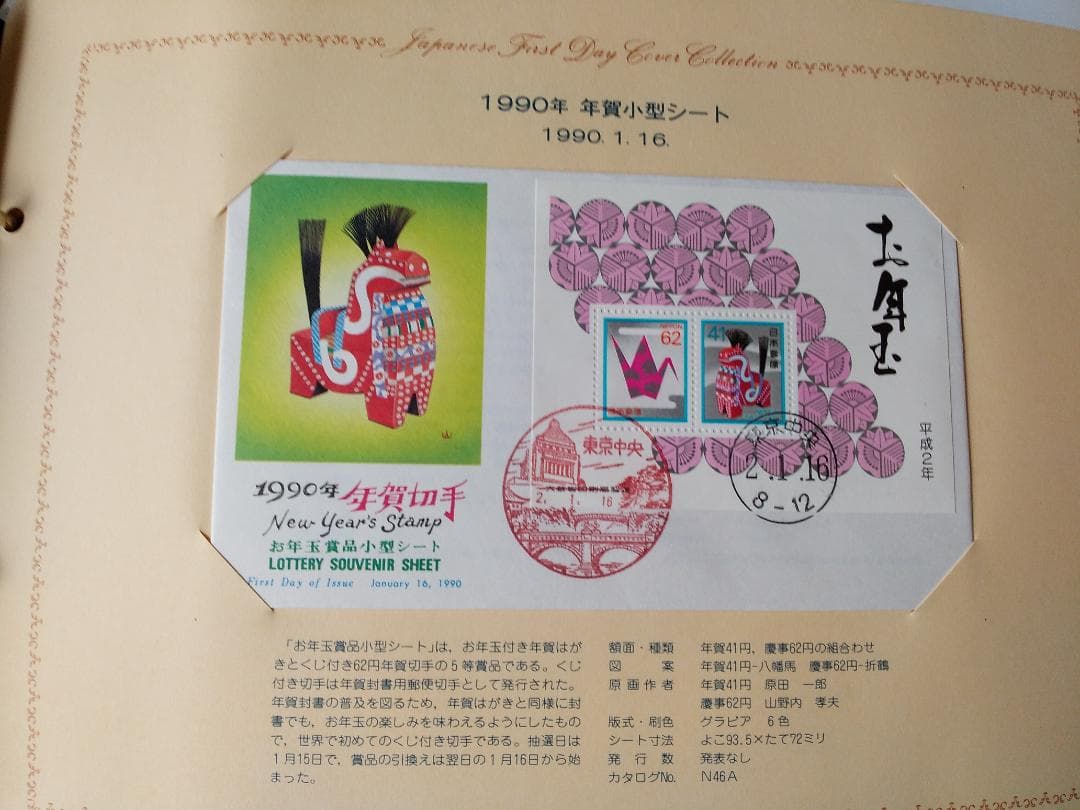 Japanese First Day Cover Collection
1990年 年賀小型シート
1990. 1. 16.
お年玉
NIPPON
62
41
日本郵便
日本郵便
平成2年
東京中央
2. 1. 16
東京中央
2. 1. 16
8-12
1990年 年賀切手
New Year's Stamp
お年玉賞品小型シート
LOTTERY SOUVENIR SHEET
First Day of Issue January 16, 1990
「お年玉賞品小型シート」は、お年玉付き年賀はが
きとくじ付き62円年賀切手の5等賞品である。くじ
付き切手は年賀封書用郵便切手として発行された。
年賀封書の普及を図るため、年賀はがきと同様に封
書でも、お年玉の楽しみを味わえるようにしたもの
で、世界で初めてのくじ付き切手である。抽選日は
1月15日で、賞品の引換えは翌日の1月16日から始
まった。
額面・種類 年賀41円、慶事62円の組合わせ
図案 年賀41円-八幡馬 慶事62円-折鶴
原画作者 年賀41円 原田 一郎
慶事62円 山野内 孝夫
版式・刷色 グラビア 6色
シート寸法 よこ93.5×たて72ミリ
発行数 発表なし
カタログNo. N46A